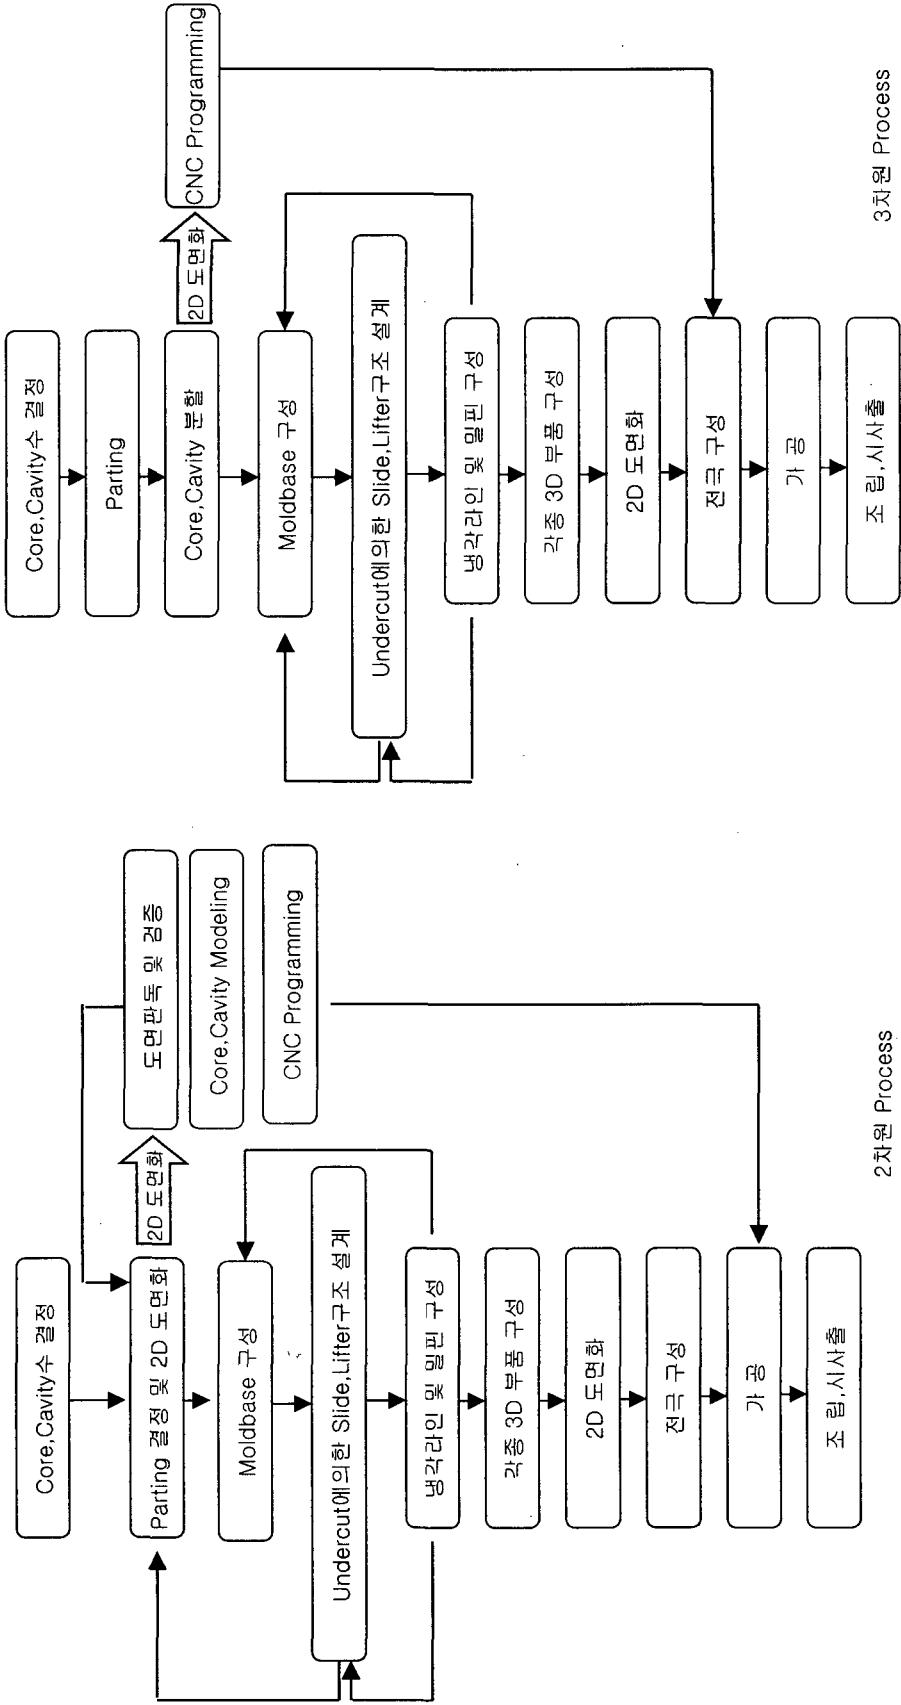 Core,Cavity수 결정
Parting 결정 및 2D 도면화
2D 도면화
도면판독 및 검증
Core,Cavity Modeling
CNC Programming
Moldbase 구성
Undercut에의한 Slide,Lifter구조 설계
냉각라인 및 밀핀 구성
각종 3D 부품 구성
2D 도면화
전극 구성
가 공
조 립,시사출
2차원 Process
Core,Cavity수 결정
Parting
Core,Cavity 분할
2D 도면화
CNC Programming
Moldbase 구성
Undercut에의한 Slide,Lifter구조 설계
냉각라인 및 밀핀 구성
각종 3D 부품 구성
2D 도면화
전극 구성
가 공
조 립,시사출
3차원 Process